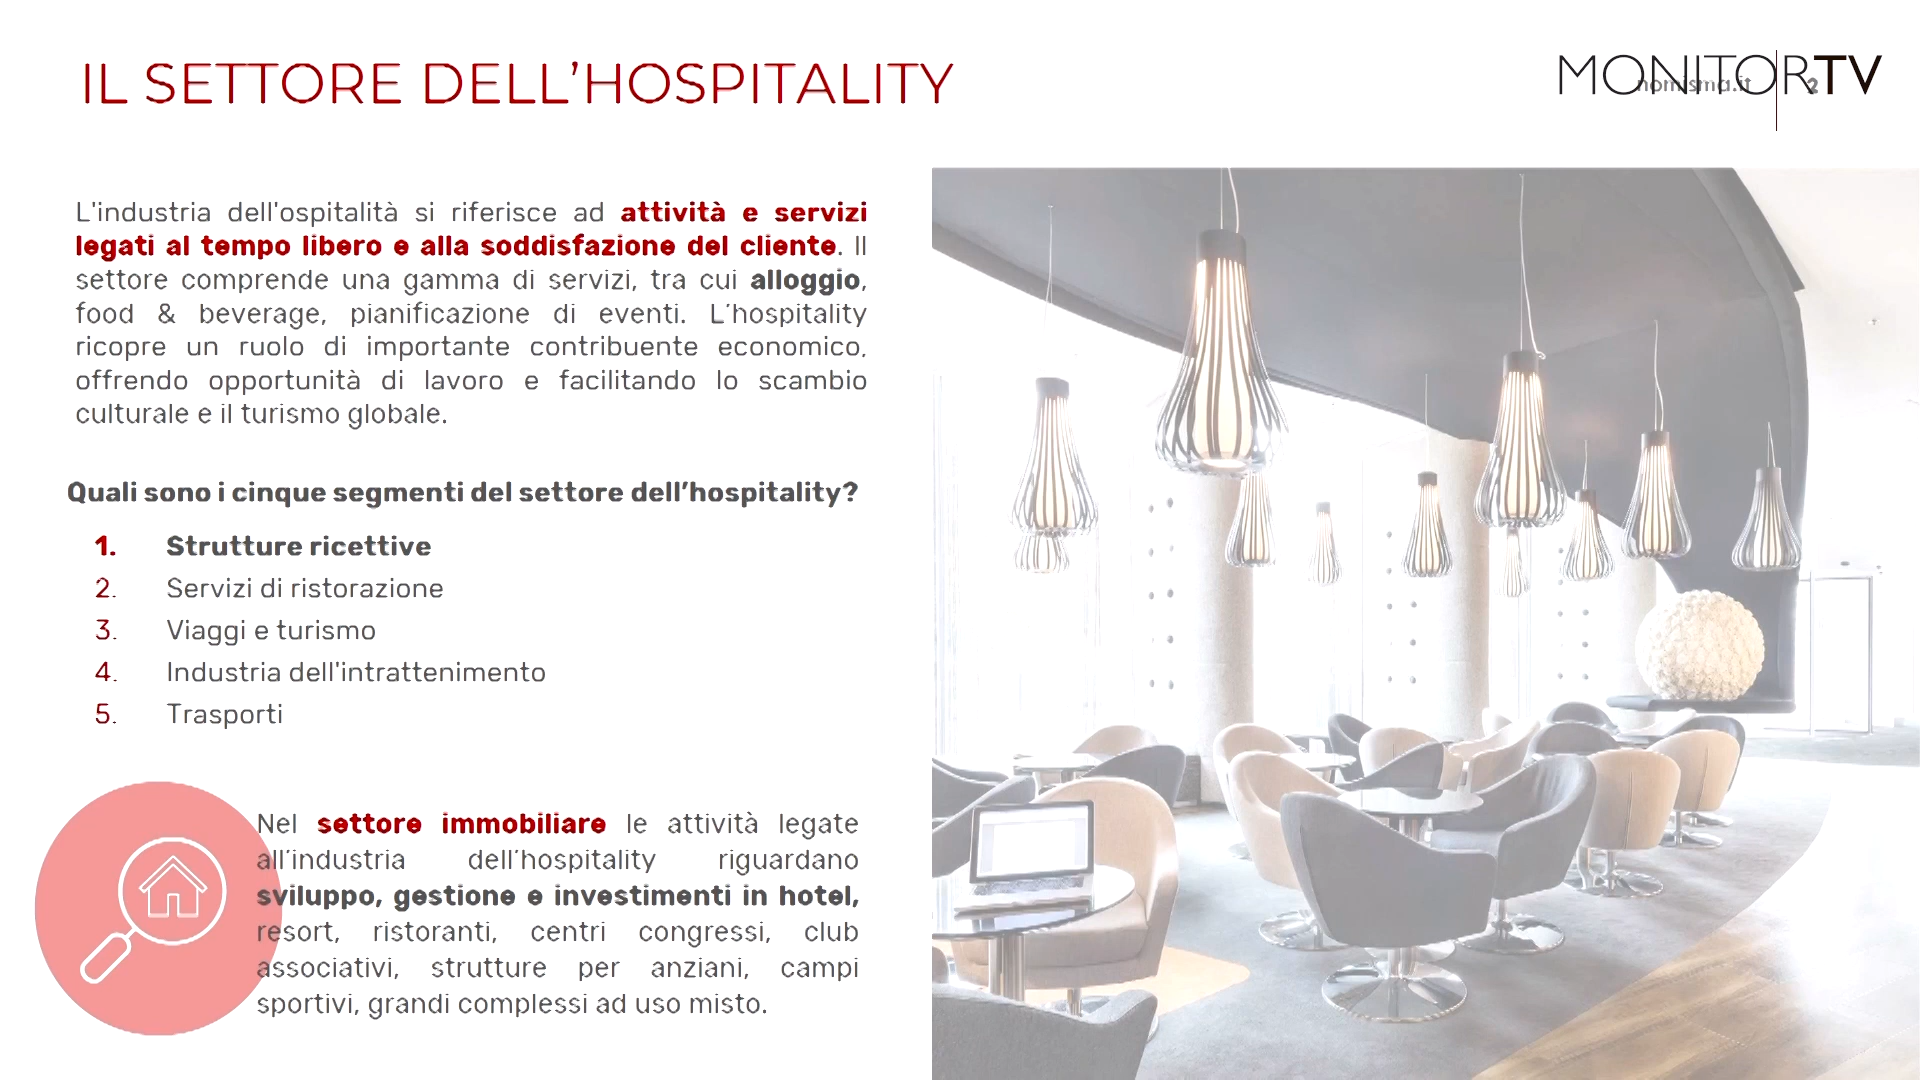 IL SETTORE DELL’HOSPITALITY
MONITORTV
nomisma.it
2
L'industria dell'ospitalità si riferisce ad attività e servizi
legati al tempo libero e alla soddisfazione del cliente. Il
settore comprende una gamma di servizi, tra cui alloggio,
food & beverage, pianificazione di eventi. L’hospitality
ricopre un ruolo di importante contribuente economico,
offrendo opportunità di lavoro e facilitando lo scambio
culturale e il turismo globale.
Quali sono i cinque segmenti del settore dell’hospitality?
1. Strutture ricettive
2. Servizi di ristorazione
3. Viaggi e turismo
4. Industria dell'intrattenimento
5. Trasporti
Nel settore immobiliare le attività legate
all’industria dell’hospitality riguardano
sviluppo, gestione e investimenti in hotel,
resort, ristoranti, centri congressi, club
associativi, strutture per anziani, campi
sportivi, grandi complessi ad uso misto.